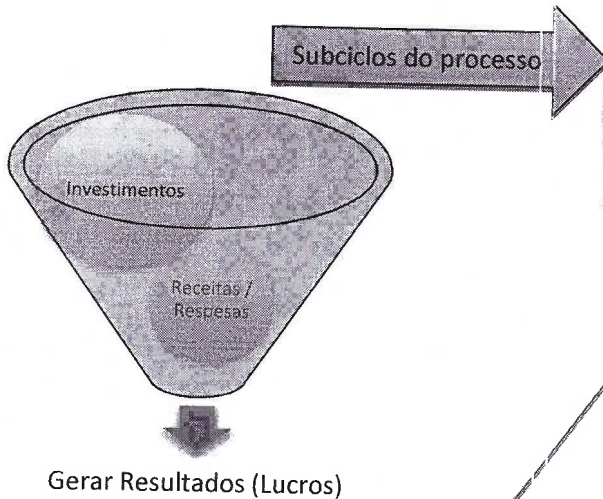 Subciclos do processo
Investimentos
Receitas /
Respesas
Gerar Resultados (Lucros)